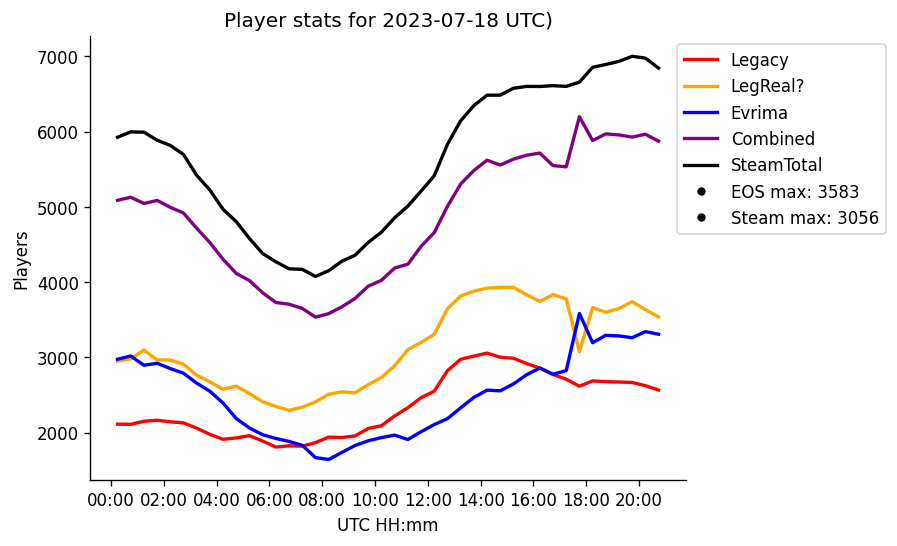 Player stats for 2023-07-18 UTC)
7000
6000
5000
4000
3000
2000
Players
00:00 02:00 04:00 06:00 08:00 10:00 12:00 14:00 16:00 18:00 20:00
UTC HH:mm
Legacy
LegReal?
Evrima
Combined
SteamTotal
EOS max: 3583
Steam max: 3056